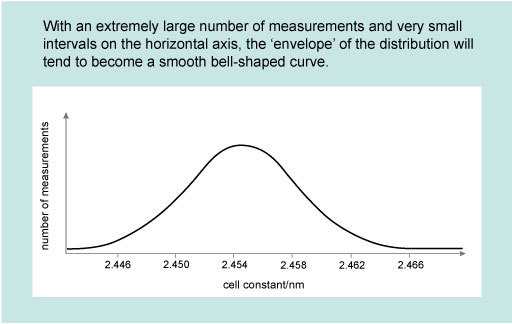 With an extremely large number of measurements and very small
intervals on the horizontal axis, the ‘envelope’ of the distribution will
tend to become a smooth bell-shaped curve.
number of measurements
2.446 2.450 2.454 2.458 2.462 2.466
cell constant/nm